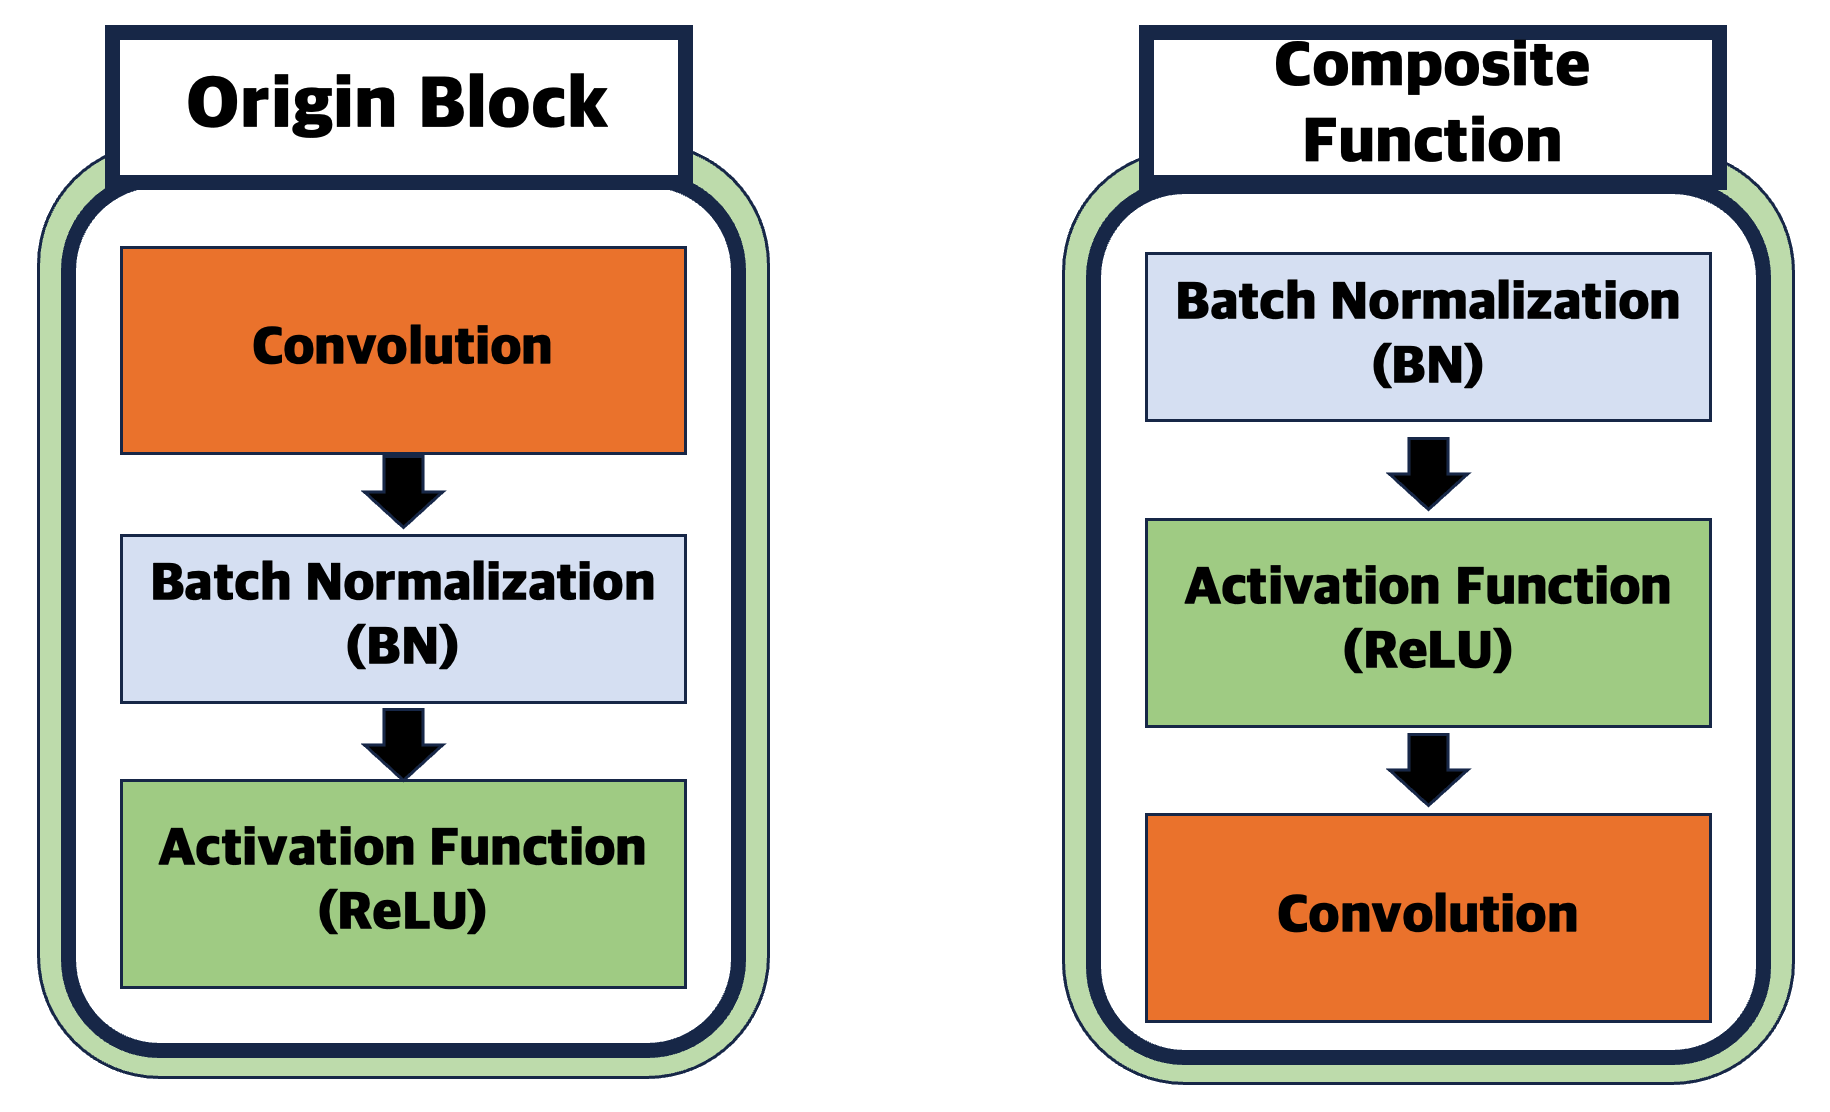 Origin Block
Convolution
Batch Normalization
(BN)
Activation Function
(ReLU)
Composite
Function
Batch Normalization
(BN)
Activation Function
(ReLU)
Convolution